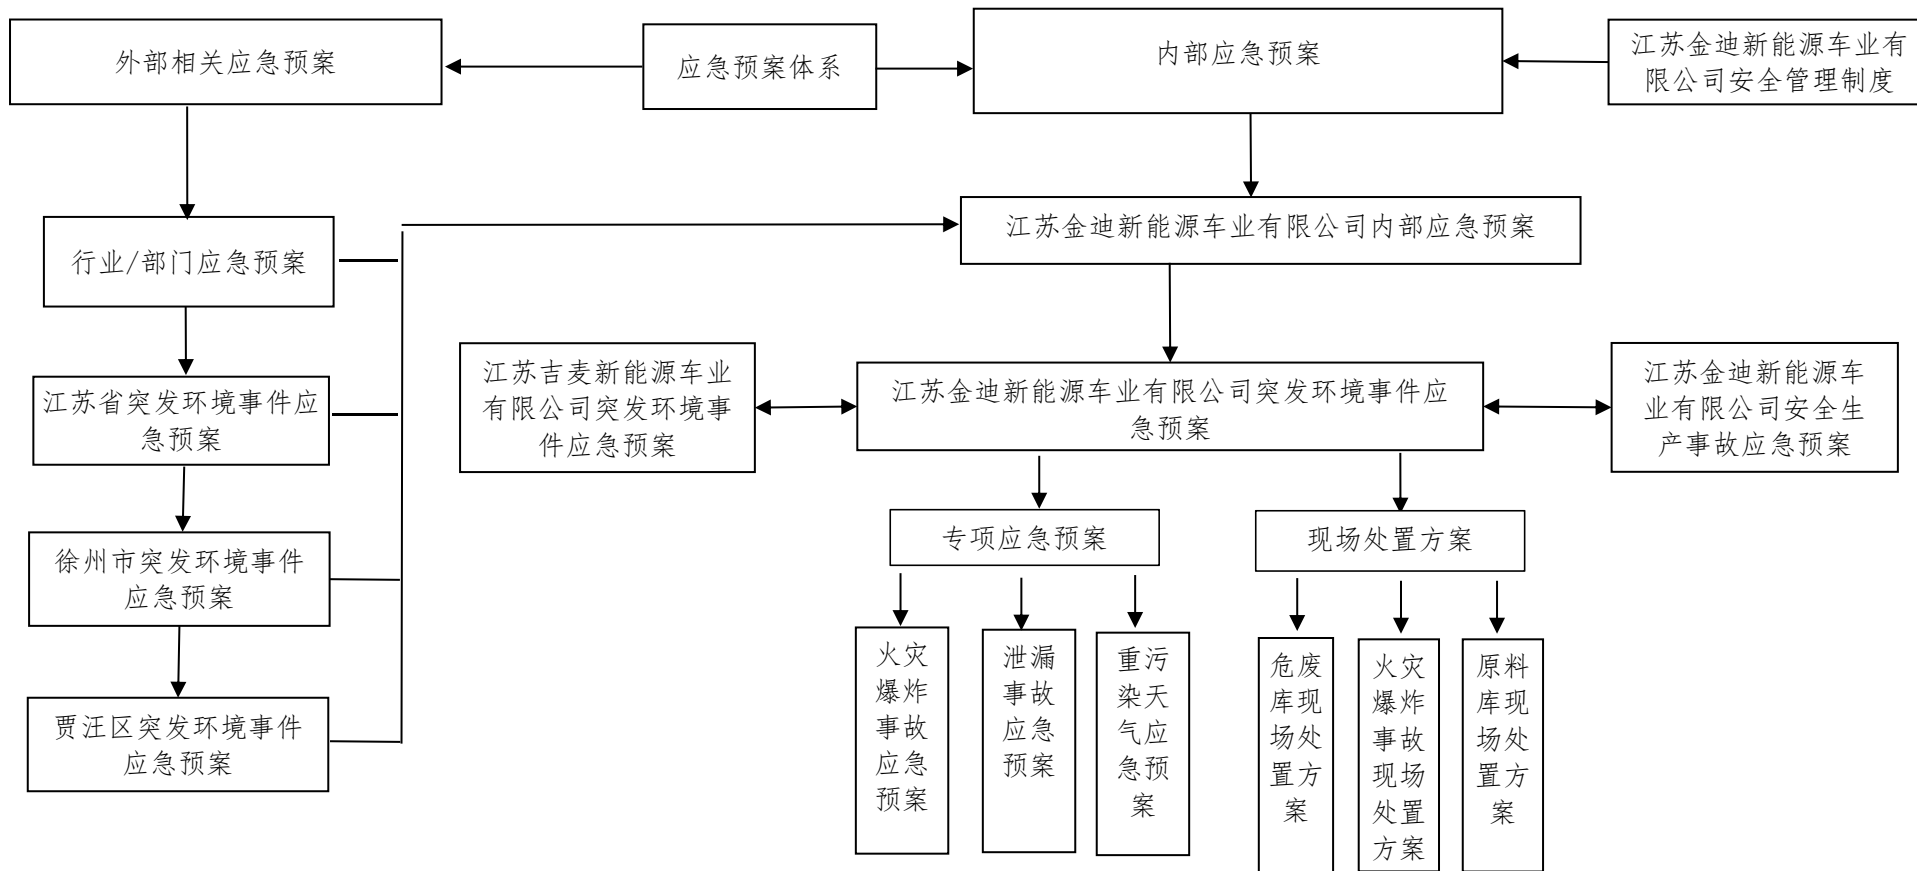 外部相关应急预案
应急预案体系
内部应急预案
江苏金迪新能源车业有
限公司安全管理制度
行业/部门应急预案
江苏金迪新能源车业有限公司内部应急预案
江苏省突发环境事件应
急预案
江苏吉麦新能源车业
有限公司突发环境事
件应急预案
江苏金迪新能源车业有限公司突发环境事件应
急预案
江苏金迪新能源车
业有限公司安全生
产事故应急预案
徐州市突发环境事件
应急预案
专项应急预案
现场处置方案
贾汪区突发环境事件
应急预案
火灾
爆炸
事故
应急
预案
泄漏
事故
应急
预案
重污
染天
气应
急预
案
危废
库现
场处
置方
案
火灾
爆炸
事故
现场
处置
方案
原料
库现
场处
置方
案